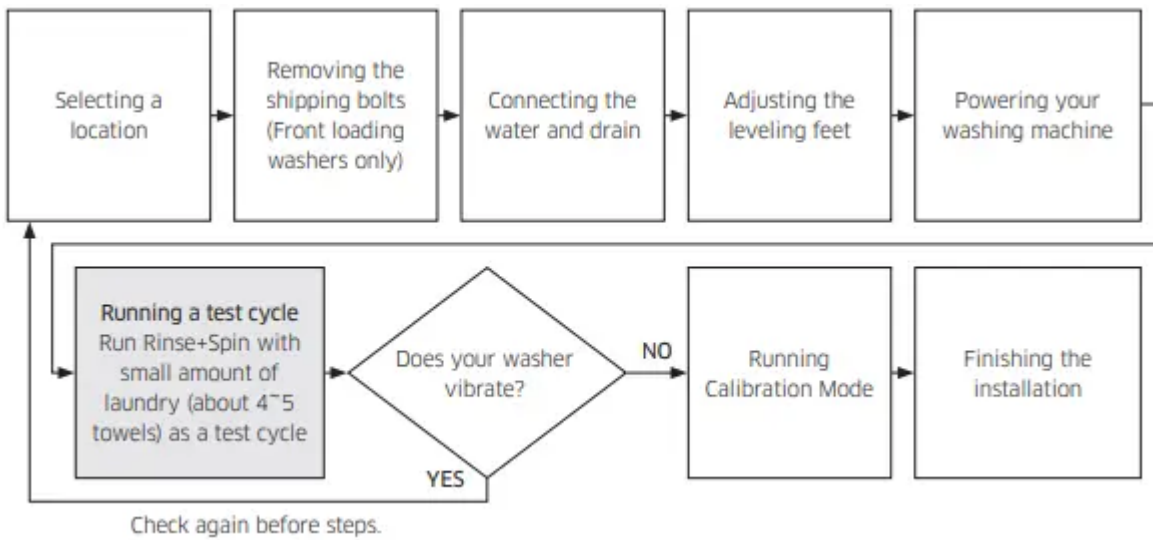 Selecting a
location
Removing the
shipping bolts
(Front loading
washers only)
Connecting the
water and drain
Adjusting the
leveling feet
Powering your
washing machine
Running a test cycle
Run Rinse+Spin with
small amount of
laundry (about 4~5
towels) as a test cycle
Does your washer
vibrate?
NO
Running
Calibration Mode
Finishing the
installation
YES
Check again before steps.